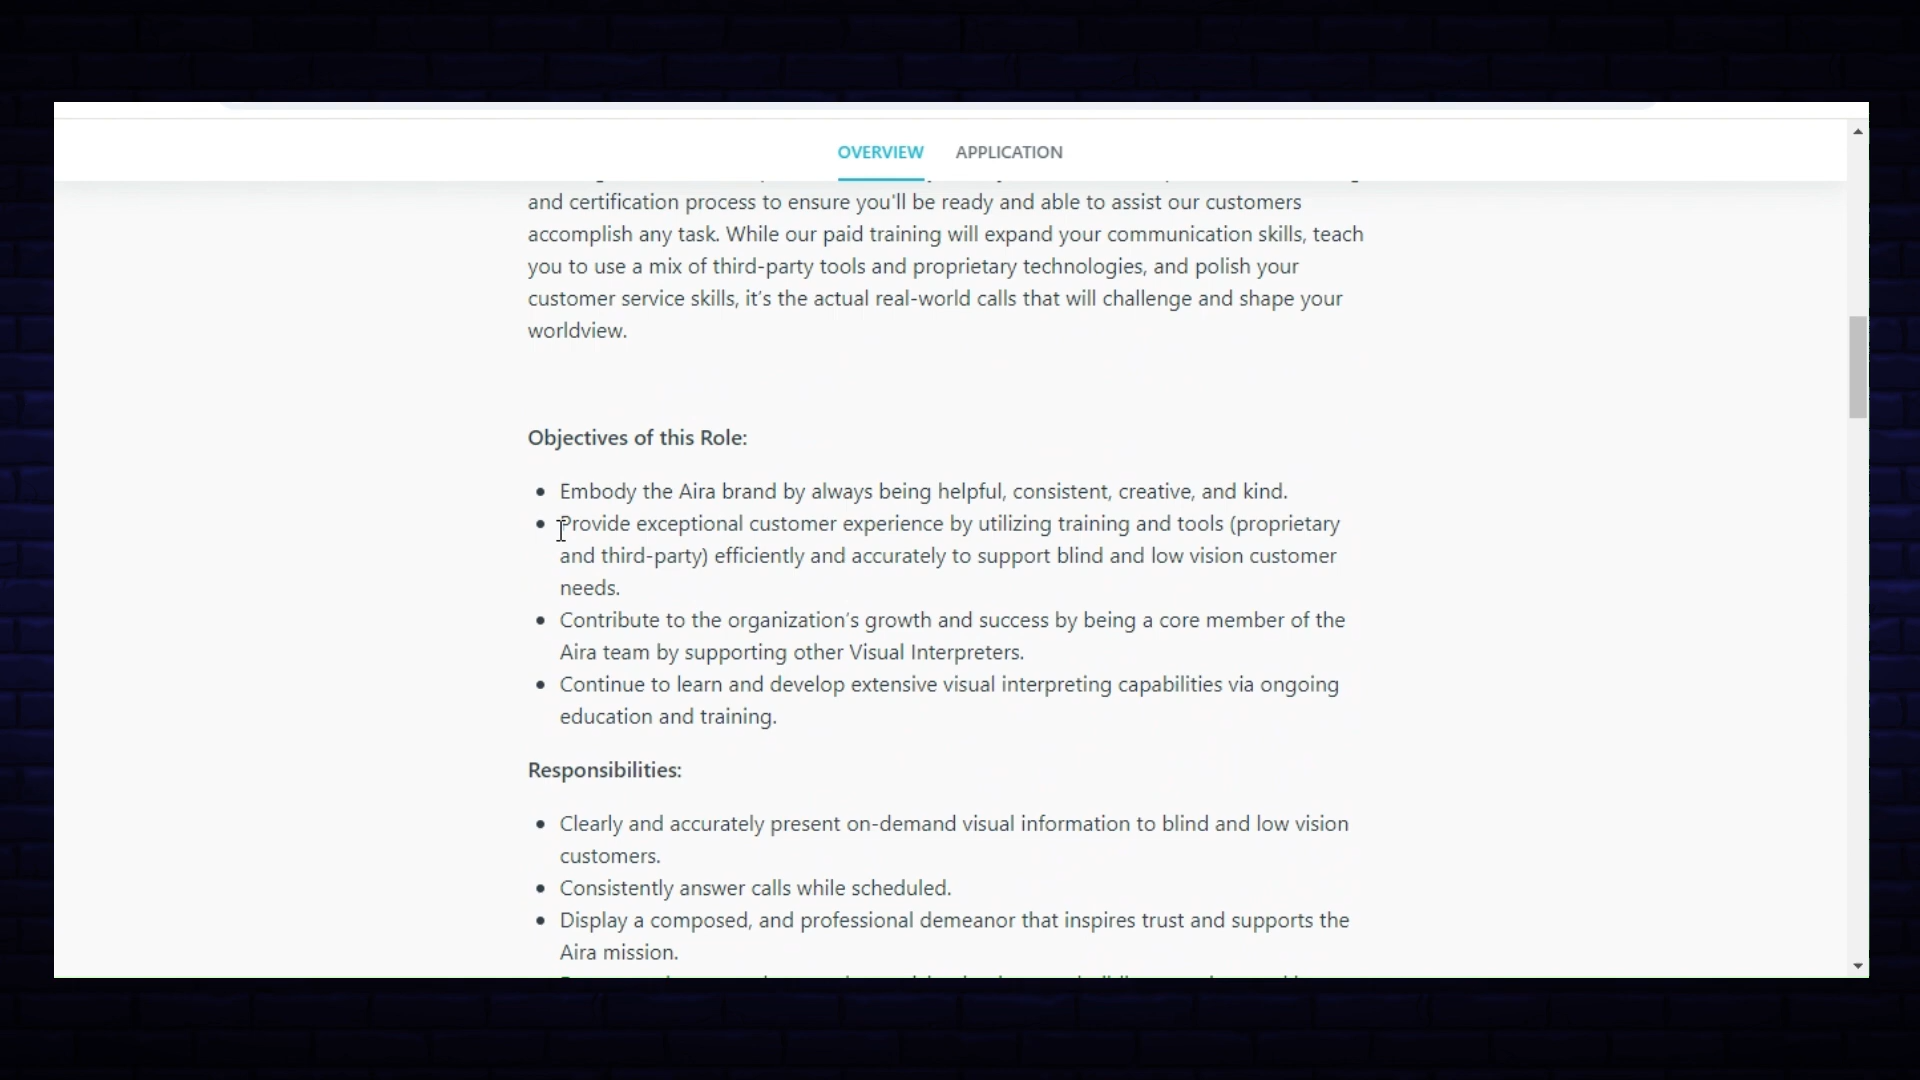 OVERVIEW APPLICATION
and certification process to ensure you'll be ready and able to assist our customers
accomplish any task. While our paid training will expand your communication skills, teach
you to use a mix of third-party tools and proprietary technologies, and polish your
customer service skills, it’s the actual real-world calls that will challenge and shape your
worldview.
Objectives of this Role:
• Embody the Aira brand by always being helpful, consistent, creative, and kind.
• Provide exceptional customer experience by utilizing training and tools (proprietary
and third-party) efficiently and accurately to support blind and low vision customer
needs.
• Contribute to the organization’s growth and success by being a core member of the
Aira team by supporting other Visual Interpreters.
• Continue to learn and develop extensive visual interpreting capabilities via ongoing
education and training.
Responsibilities:
• Clearly and accurately present on-demand visual information to blind and low vision
customers.
• Consistently answer calls while scheduled.
• Display a composed, and professional demeanor that inspires trust and supports the
Aira mission.